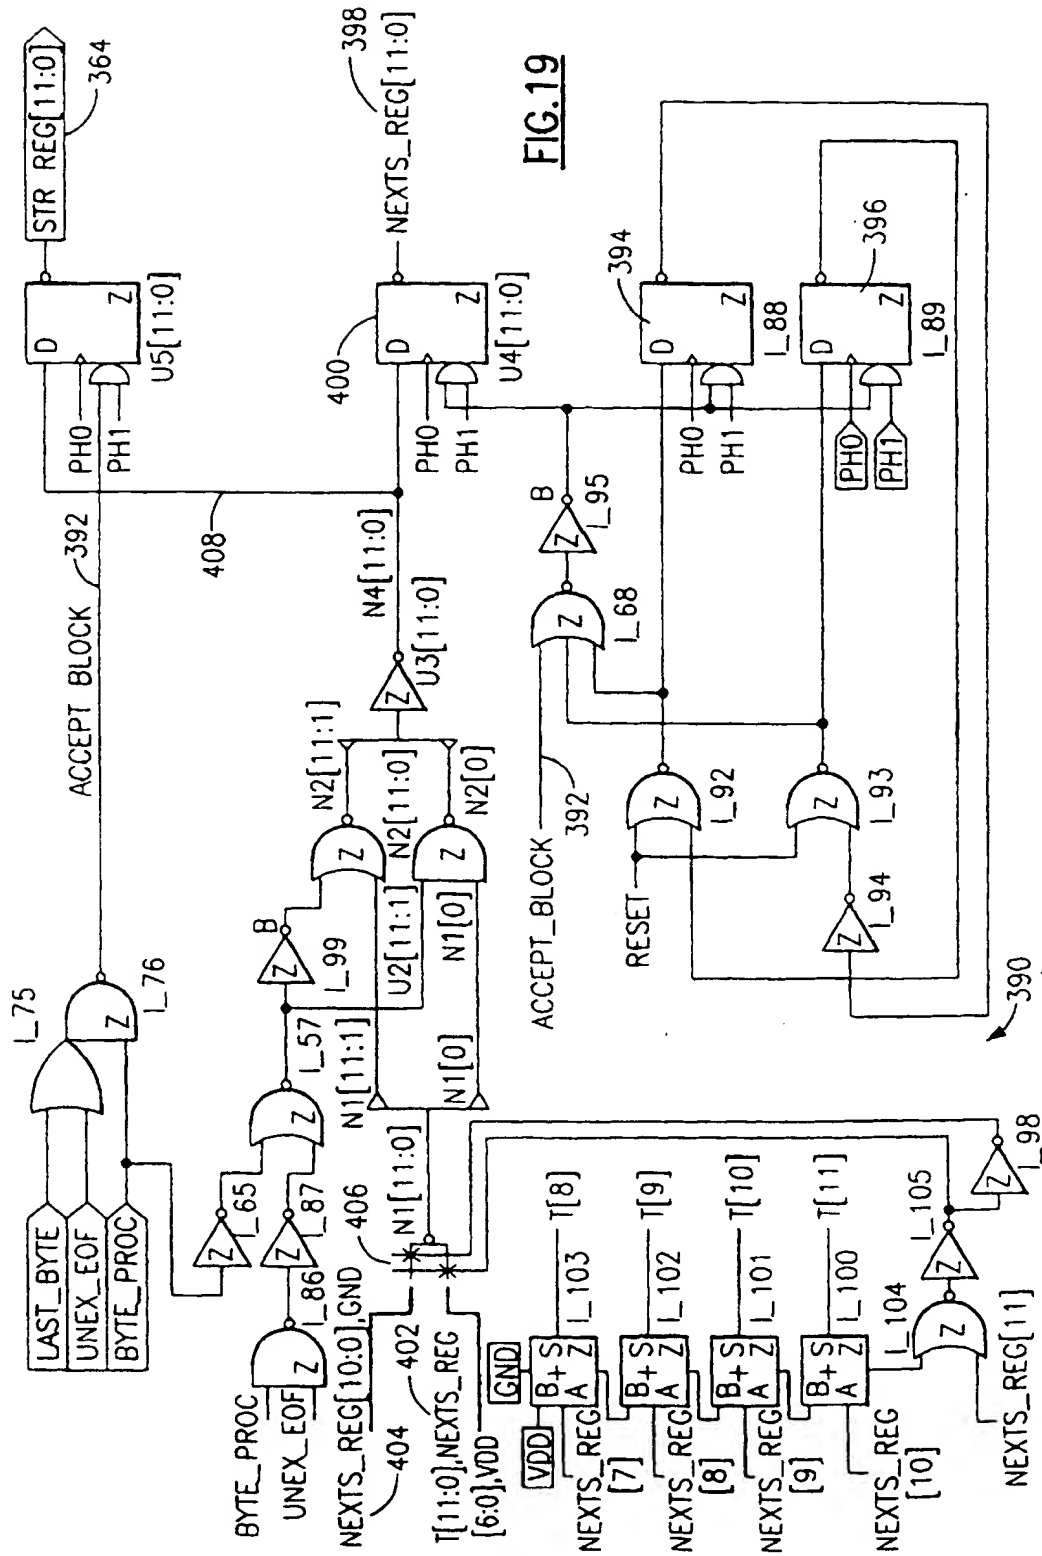 FIG.19
LAST_BYTE
UNEX_EOF
BYTE_PROC
I_75
Z
I_76
ACCEPT BLOCK
392
PH0
PH1
D
Z
U5[11:0]
STR REG[11:0]
364
BYTE_PROC
UNEX_EOF
Z
I_86
Z
I_65
Z
I_87
Z
I_57
B
Z
I_99
N1[11:1]
U2[11:1]
Z
N2[11:1]
N2[11:0]
N1[0]
N1[0]
Z
N2[0]
Z
U3[11:0]
N4[11:0]
408
400
D
PH0
PH1
U4[11:0]
Z
NEXTS_REG[11:0]
398
NEXTS_REG[10:0],GND
404
406
N1[11:0]
402
T[11:0],NEXTS_REG
[6:0],VDD
VDD
GND
B+S
A Z
I_103
T[8]
NEXTS_REG
[7]
B+S
A Z
I_102
T[9]
NEXTS_REG
[8]
B+S
A Z
I_101
T[10]
NEXTS_REG
[9]
B+S
A Z
I_100
T[11]
NEXTS_REG
[10]
I_104
Z
NEXTS_REG[11]
Z
I_105
Z
I_98
ACCEPT_BLOCK
392
Z
I_68
B
Z
I_95
RESET
Z
I_92
Z
I_93
Z
I_94
D
394
PH0
PH1
Z
I_88
D
396
PH0
PH1
Z
I_89
390